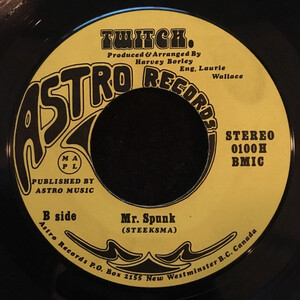 TWITCH.
Produced & Arranged By
Harvey Borley
Eng, Laurie
Wallace
ASTRO RECORDS
STEREO
0100H
BMIC
M A
P L
PUBLISHED BY
ASTRO MUSIC
B side
Mr. Spunk
(STEEKSMA)
Astro Records P.O. Box 2155 New Westminster B.C. Canada